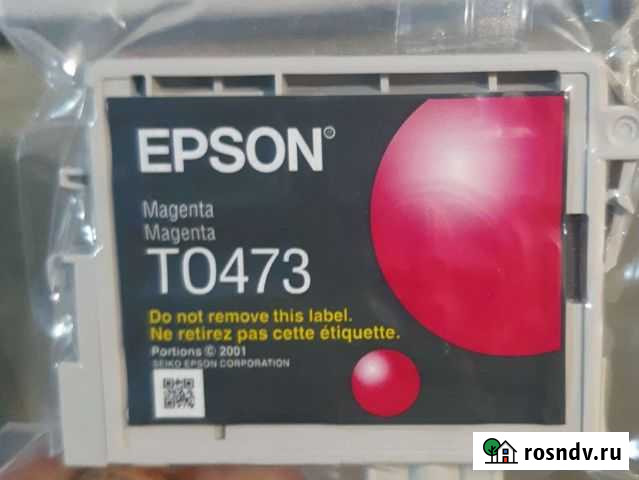 EPSON®
Magenta
Magenta
T0473
Do not remove this label.
Ne retirez pas cette étiquette.
Portions © 2001
SEIKO EPSON CORPORATION
rosndv.ru